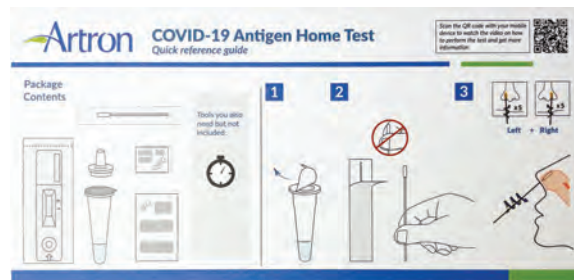 Artron
COVID-19 Antigen Home Test
Quick reference guide
Scan the QR code with your mobile
device to watch the video on how
to perform the test and get more
information
Package
Contents
Tools you also
need but not
included.
1
2
3
x5
x5
Left + Right